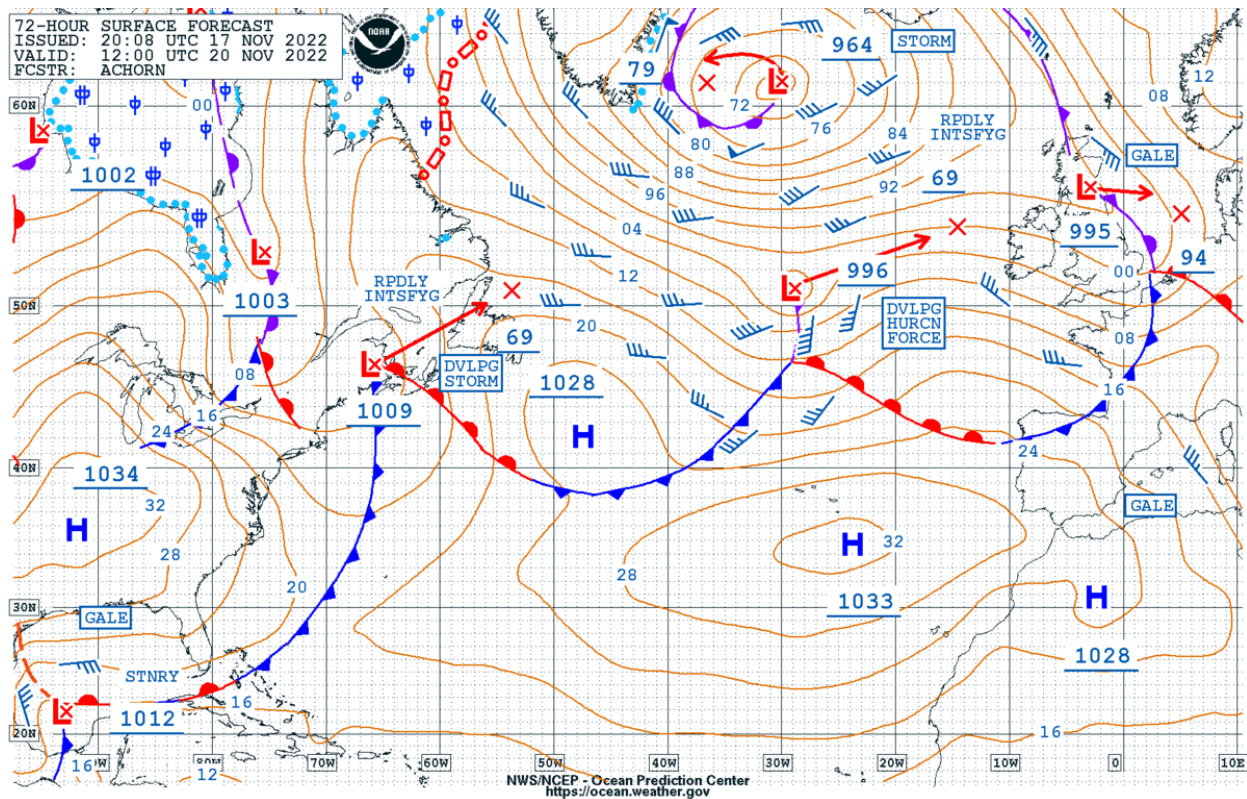 72-HOUR SURFACE FORECAST
ISSUED: 20:08 UTC 17 NOV 2022
VALID: 12:00 UTC 20 NOV 2022
FCSTR: ACHORN
NOAA
964
STORM
79
12
08
60N
00
72
76
80
84
RPDLY
INTSFYG
GALE
1002
88
96
92
69
995
94
04
996
00
1003
RPDLY
INTSFYG
12
50N
20
DVLPG
HURCN
FORCE
69
08
L
DVLPG
STORM
1028
08
16
1009
16
24
H
24
40N
1034
32
H
GALE
H
32
28
28
20
1033
30N
H
GALE
1028
STNRY
16
1012
16
20N
16
12
80W
70W
60W
50W
40W
30W
20W
10W
0
10E
NWS/NCEP - Ocean Prediction Center
https://ocean.weather.gov